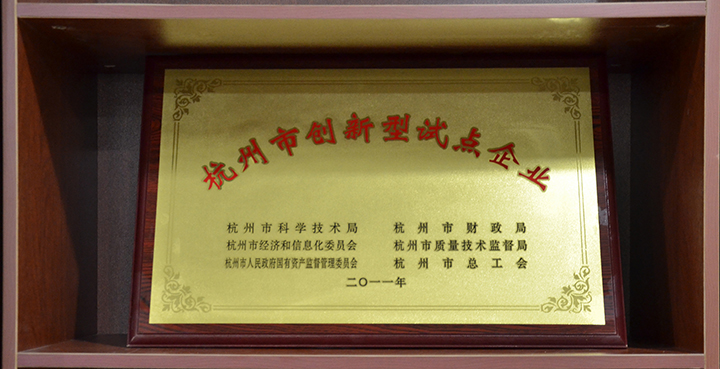 杭州市创新型试点企业
杭州市科学技术局 杭州市财政局
杭州市经济和信息化委员会 杭州市质量技术监督局
杭州市人民政府国有资产监督管理委员会 杭州市总工会
二〇一一年